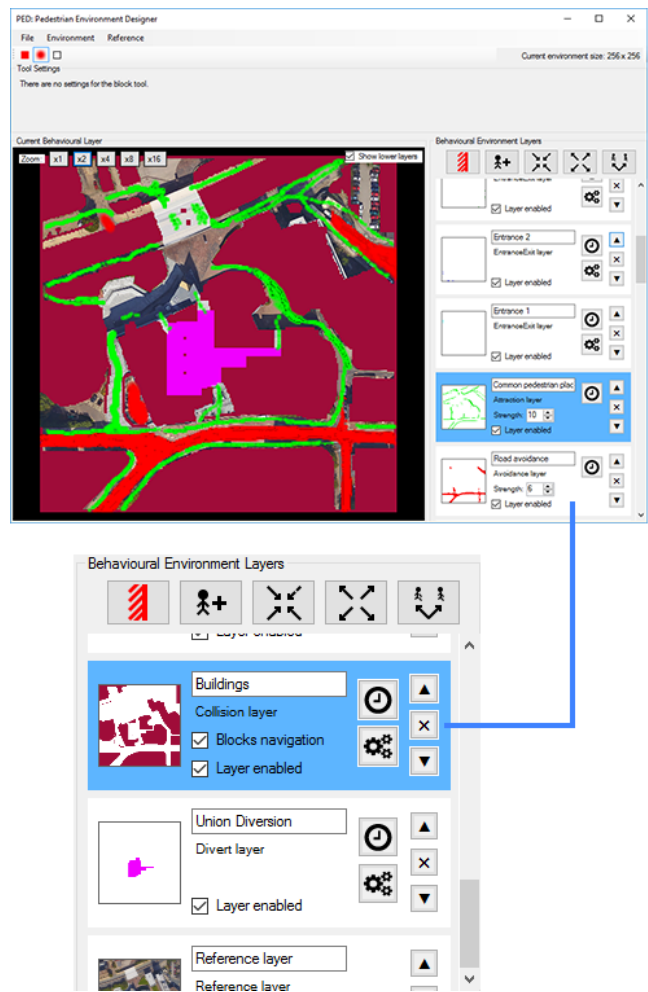 PED: Pedestrian Environment Designer
File Environment Reference
Current environment size: 256 x 256
Tool Settings
There are no settings for the block tool.
Current Behavioural Layer
Zoom: x1 x2 x4 x8 x16
Show lower layers
Behavioural Environment Layers
EntranceExit layer
Layer enabled
Entrance 2
EntranceExit layer
Layer enabled
Entrance 1
EntranceExit layer
Layer enabled
Common pedestrian plac
Attraction layer
Strength: 10
Layer enabled
Road avoidance
Avoidance layer
Strength: 6
Layer enabled
Behavioural Environment Layers
Layer enabled
Buildings
Collision layer
Blocks navigation
Layer enabled
Union Diversion
Divert layer
Layer enabled
Reference layer
Reference layer